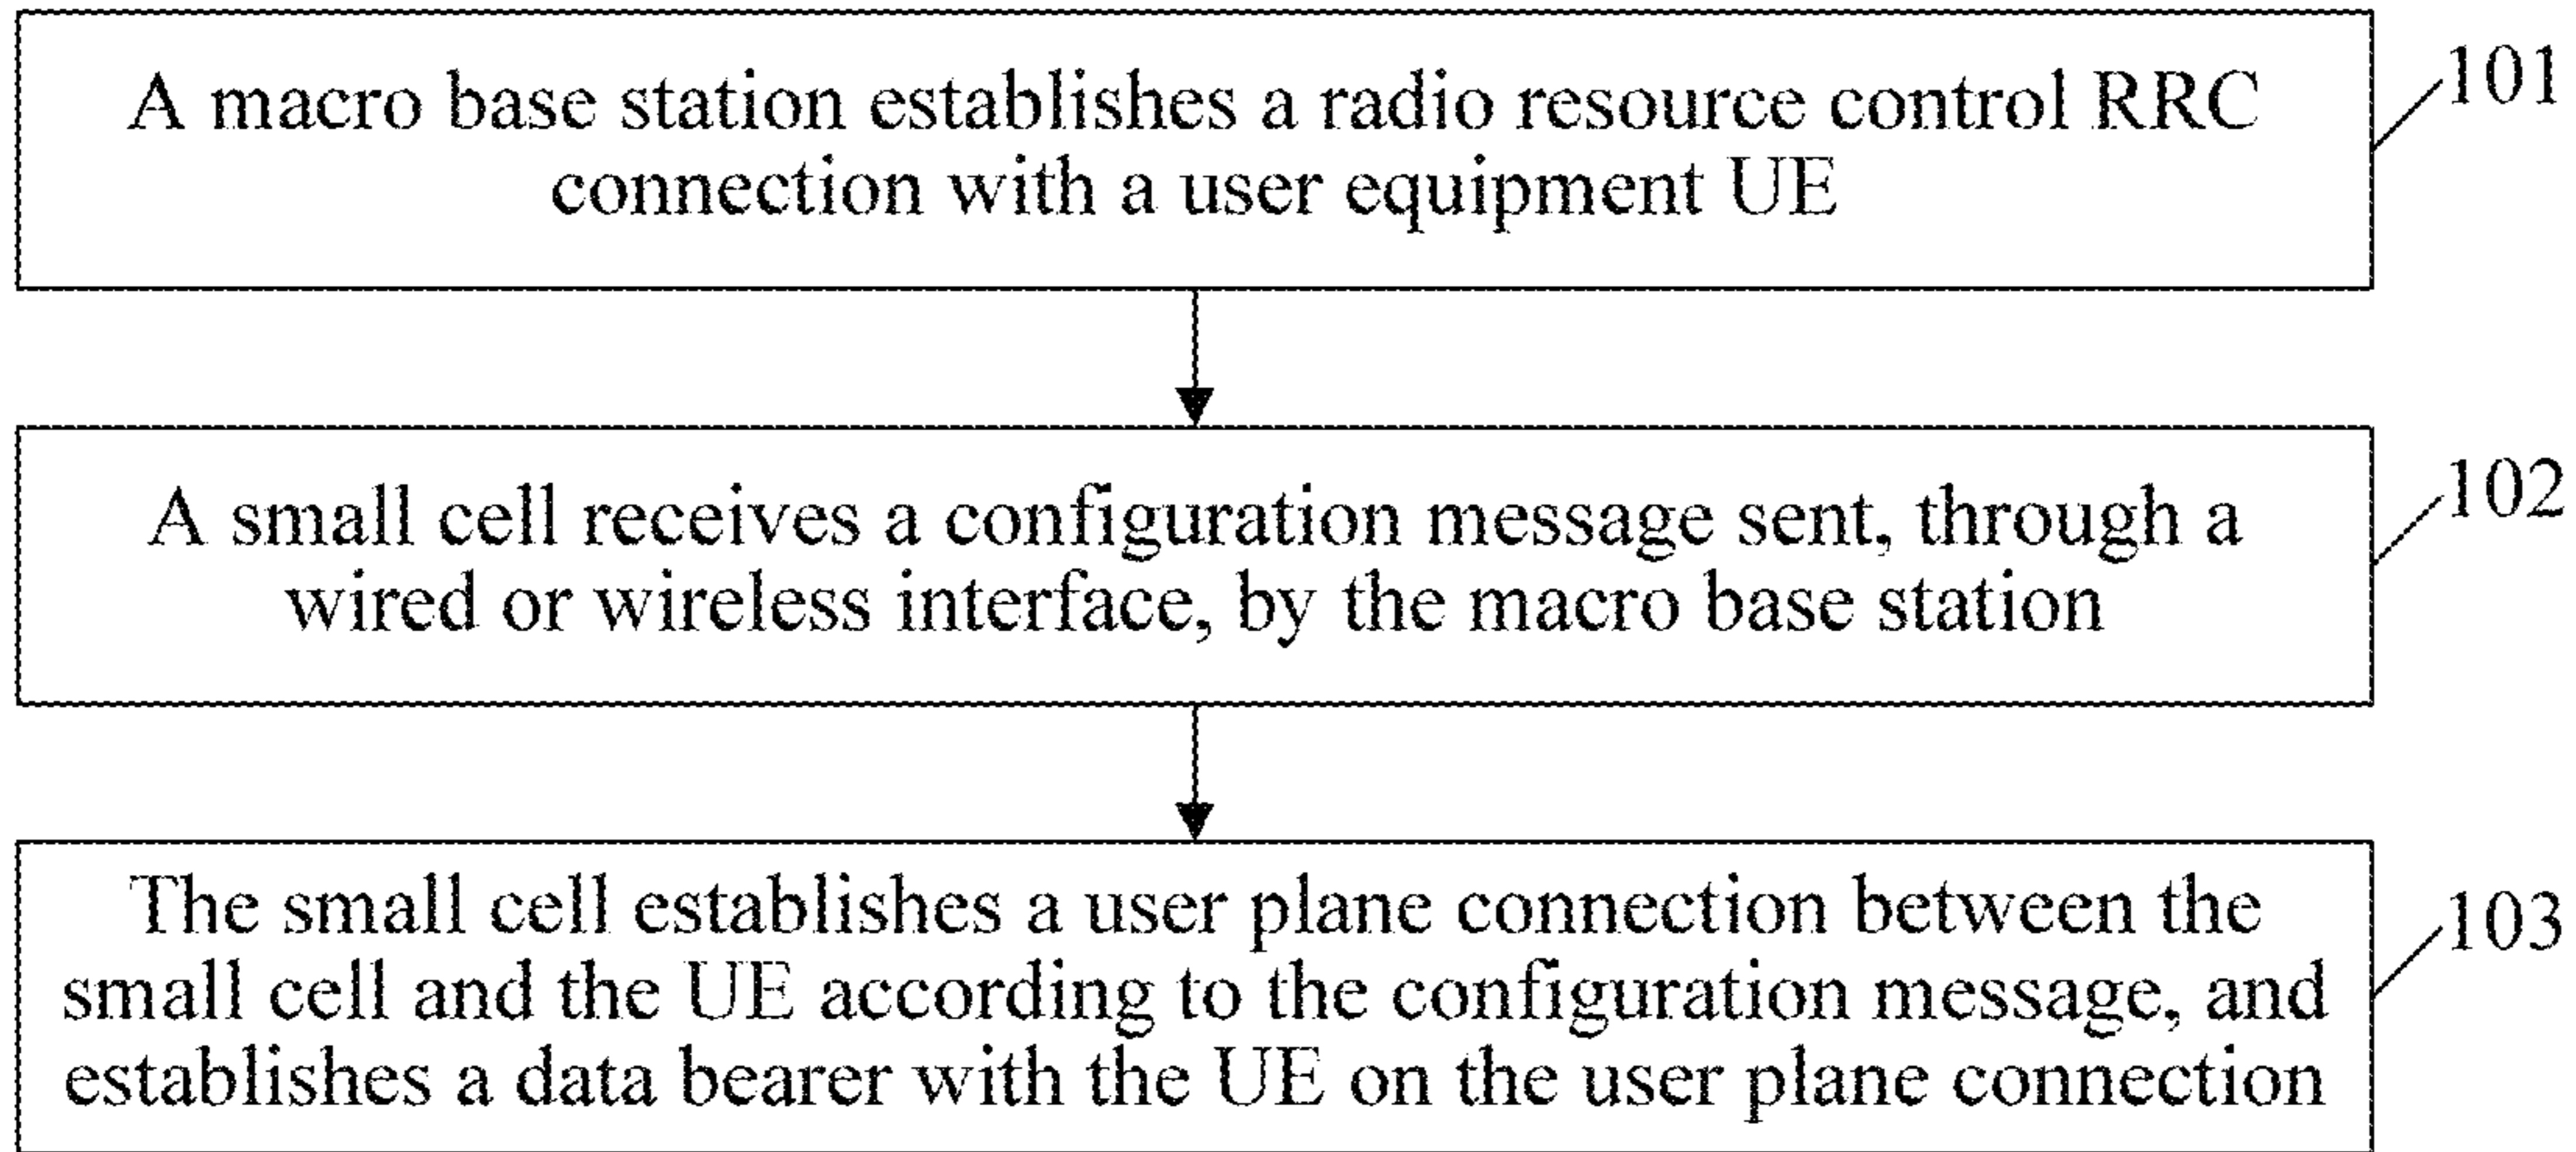 A macro base station establishes a radio resource control RRC
connection with a user equipment UE
101
A small cell receives a configuration message sent, through a
wired or wireless interface, by the macro base station
102
The small cell establishes a user plane connection between the
small cell and the UE according to the configuration message, and
establishes a data bearer with the UE on the user plane connection
103